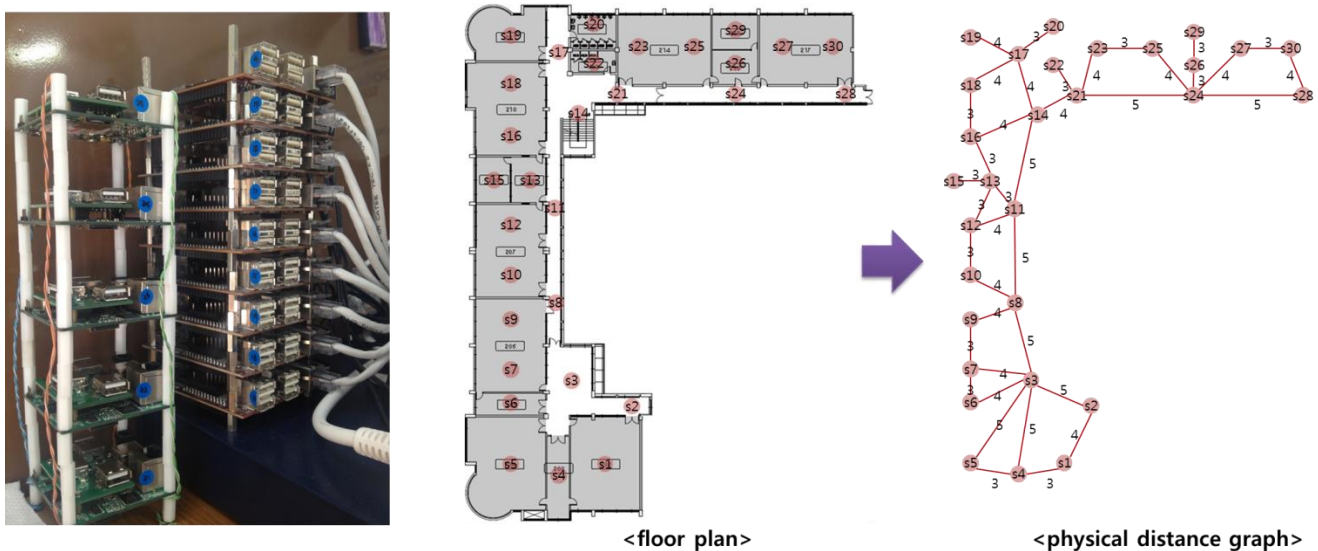 s19
s17
s20
s23
214
s25
s29
s27
217
s30
s22
s26
s18
s21
s24
s28
210
s14
s16
s15
s13
s11
s12
207
s10
s8
s9
206
s7
s3
s6
s2
s5
s4
s1
<floor plan>
s19
4
s17
3
s20
s23
3
s25
s29
s27
3
s30
s22
3
s26
s18
4
4
3
s21
4
4
3
s24
4
4
s28
5
5
3
4
s14
4
s16
3
5
s15
3
s13
3
3
s11
s12
4
3
5
s10
4
s8
s9
4
3
5
s7
4
s3
3
4
5
s6
s2
5
5
4
s5
s4
s1
3
3
<physical distance graph>